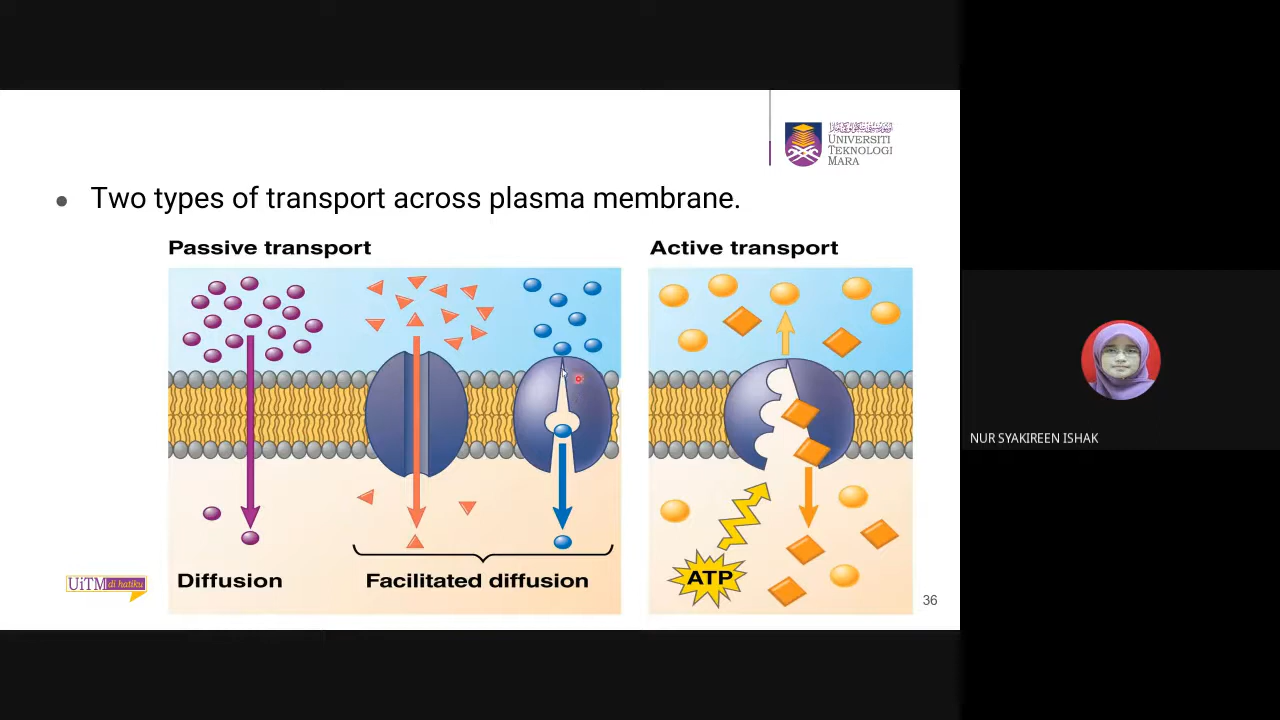 UNIVERSITI
TEKNOLOGI
MARA
● Two types of transport across plasma membrane.
Passive transport
Active transport
Diffusion
Facilitated diffusion
ATP
UiTM di hatiku
36
NUR SYAKIREEN ISHAK